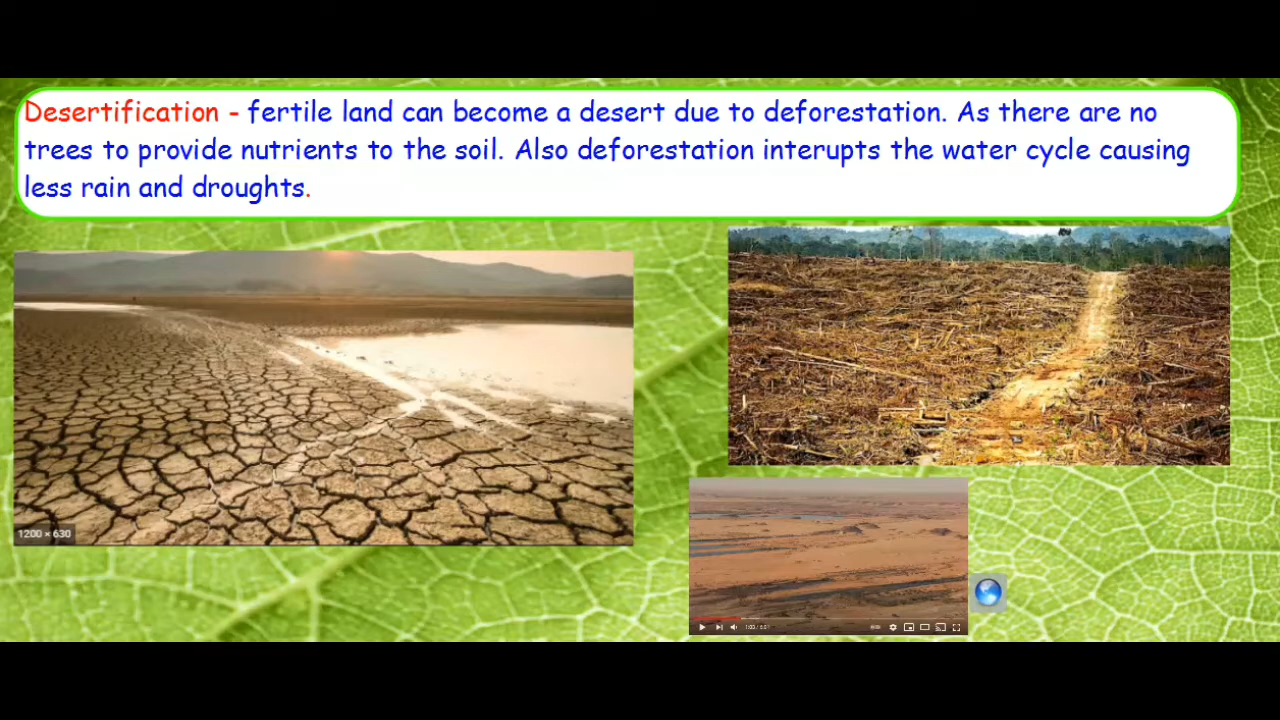 Desertification - fertile land can become a desert due to deforestation. As there are no
trees to provide nutrients to the soil. Also deforestation interupts the water cycle causing
less rain and droughts.
1200 × 630